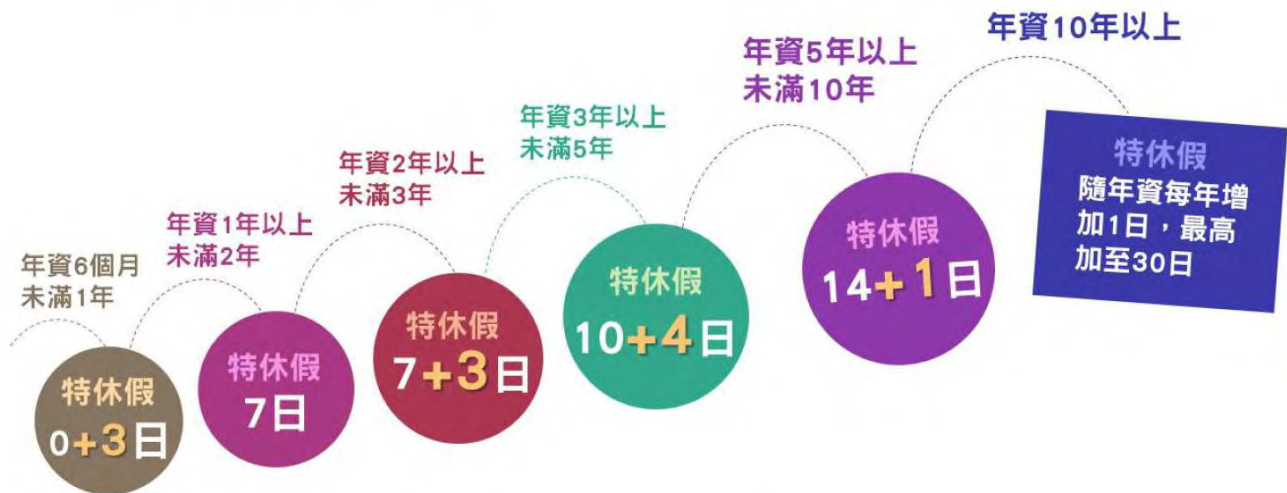 年資6個月
未滿1年
特休假
0+3日
年資1年以上
未滿2年
特休假
7日
年資2年以上
未滿3年
特休假
7+3日
年資3年以上
未滿5年
特休假
10+4日
年資5年以上
未滿10年
特休假
14+1日
年資10年以上
特休假
隨年資每年增
加1日，最高
加至30日